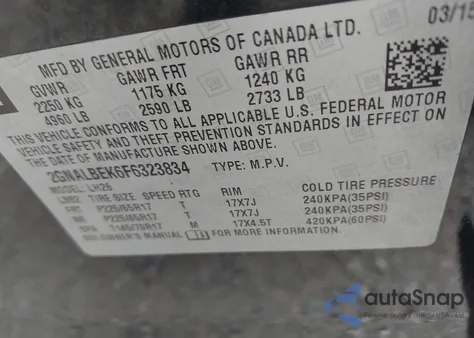 03/15
MFD BY GENERAL MOTORS OF CANADA LTD.
GVWR GAWR FRT GAWR RR
2250 KG 1175 KG 1240 KG
4960 LB 2590 LB 2733 LB
THIS VEHICLE CONFORMS TO ALL APPLICABLE U.S. FEDERAL MOTOR
VEHICLE SAFETY AND THEFT PREVENTION STANDARDS IN EFFECT ON
THE DATE OF MANUFACTURE SHOWN ABOVE.
2GNALBEK6F6323834 TYPE: M.P.V.
MODEL: LH26
TIRE SIZE SPEED RTG RIM COLD TIRE PRESSURE
FRT P225/65R17 T 17X7J 240KPA(35PSI)
RR P225/65R17 T 17X7J 240KPA(35PSI)
SPA T145/70R17 M 17X4.5T 420KPA(60PSI)
SEE OWNER'S MANUAL FOR MORE INFORMATION
autoSnap